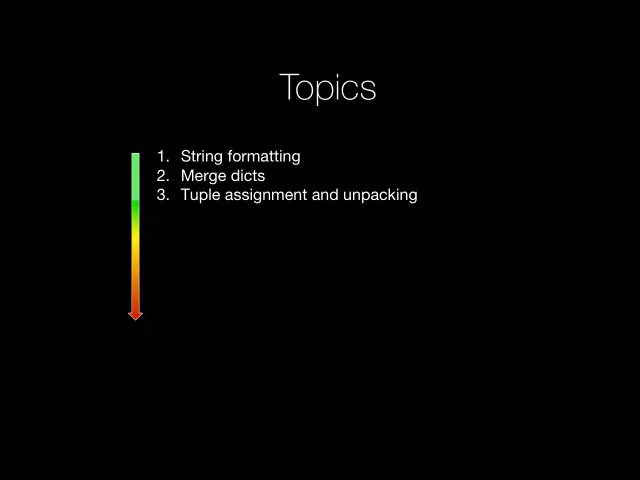 Topics
1. String formatting
2. Merge dicts
3. Tuple assignment and unpacking